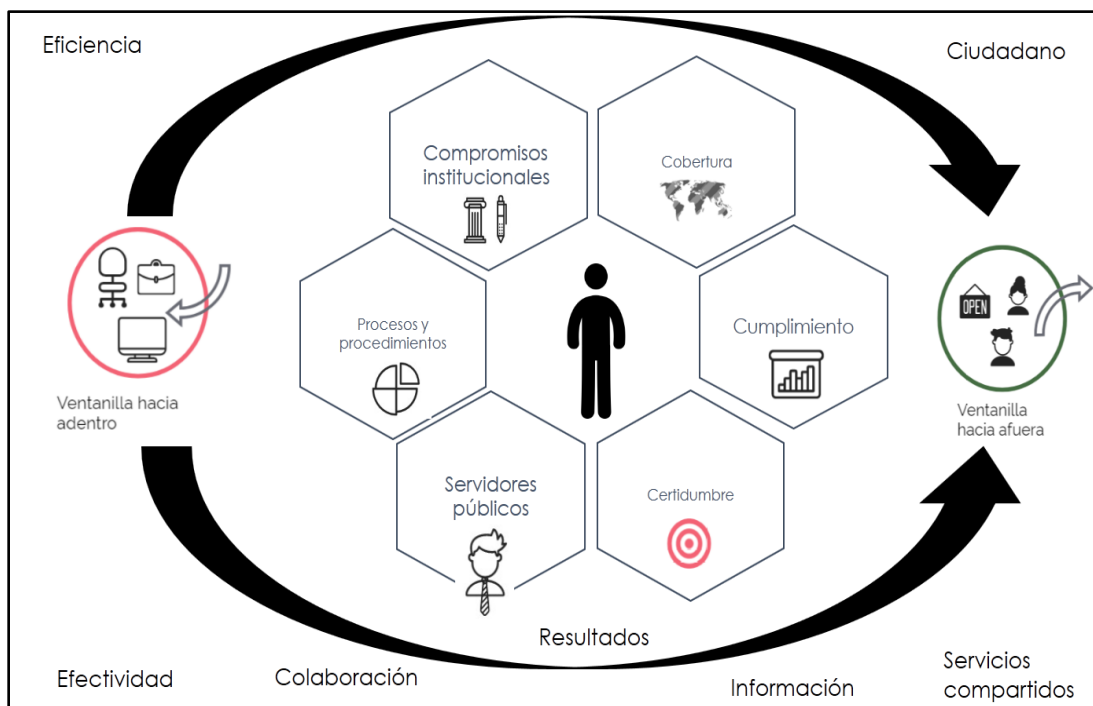 Eficiencia
Ciudadano
Compromisos
institucionales
Cobertura
OPEN
Procesos y
procedimientos
Cumplimiento
Ventanilla hacia
adentro
Ventanilla
hacia afuera
Servidores
públicos
Certidumbre
Resultados
Efectividad
Colaboración
Información
Servicios
compartidos